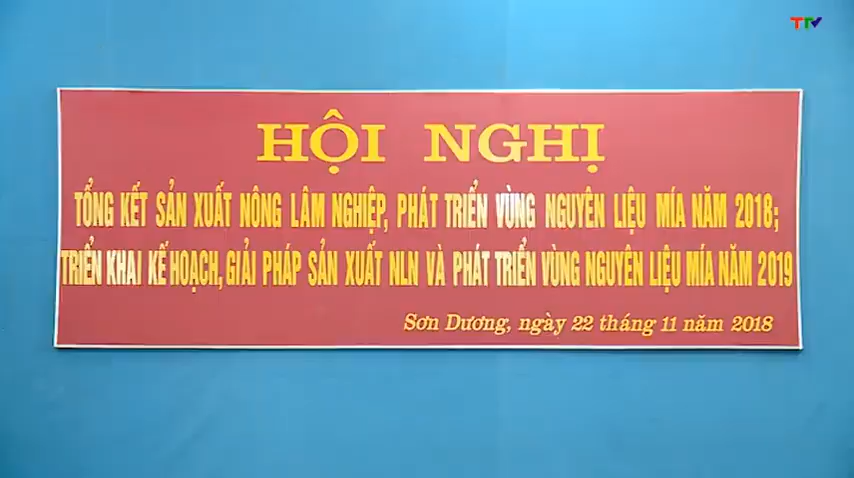 TTV
HỘI NGHỊ
TỔNG KẾT SẢN XUẤT NÔNG LÂM NGHIỆP, PHÁT TRIỂN VÙNG NGUYÊN LIỆU MÍA NĂM 2018;
TRIỂN KHAI KẾ HOẠCH, GIẢI PHÁP SẢN XUẤT NLN VÀ PHÁT TRIỂN VÙNG NGUYÊN LIỆU MÍA NĂM 2019
Sơn Dương, ngày 22 tháng 11 năm 2018